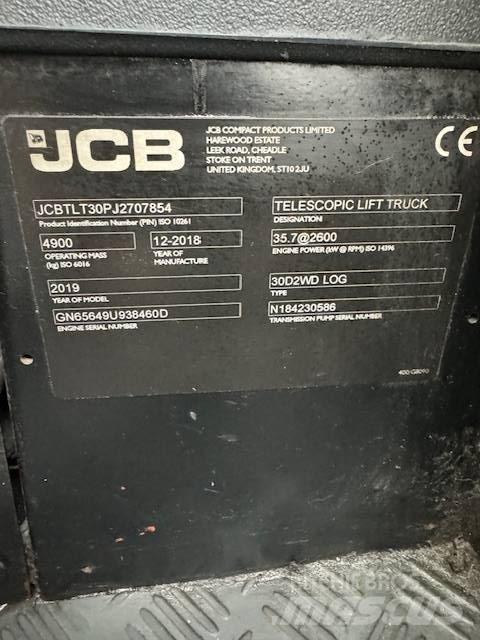 JCB
JCB COMPACT PRODUCTS LIMITED
HAREWOOD ESTATE
LEEK ROAD, CHEADLE
STOKE ON TRENT
UNITED KINGDOM, ST10 2JU
CE
JCBTLT30PJ2707854
Product Identification Number (PIN) ISO 10261
TELESCOPIC LIFT TRUCK
DESIGNATION
4900
OPERATING MASS
(kg) ISO 6016
12-2018
YEAR OF
MANUFACTURE
35.7@2600
ENGINE POWER (kW @ RPM) ISO 14396
2019
YEAR OF MODEL
30D2WD LOG
TYPE
GN65649U938460D
ENGINE SERIAL NUMBER
N184230586
TRANSMISSION PUMP SERIAL NUMBER
400/G8090
RITCHIE BROS
MASCUS